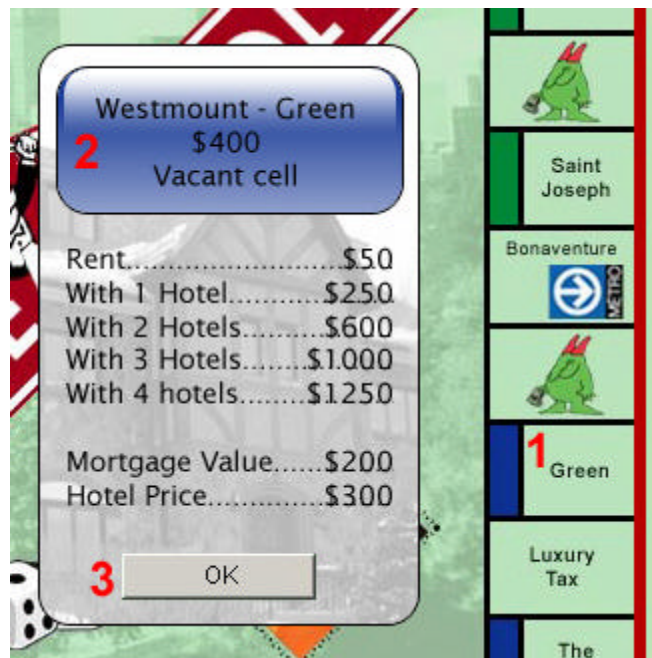 Westmount - Green
$400
2
Vacant cell
Rent........................$50
With 1 Hotel...........$250
With 2 Hotels.........$600
With 3 Hotels......$1000
With 4 hotels.......$1250
Mortgage Value.....$200
Hotel Price..............$300
3
OK
Saint
Joseph
Bonaventure
METRO
1
Green
Luxury
Tax
The